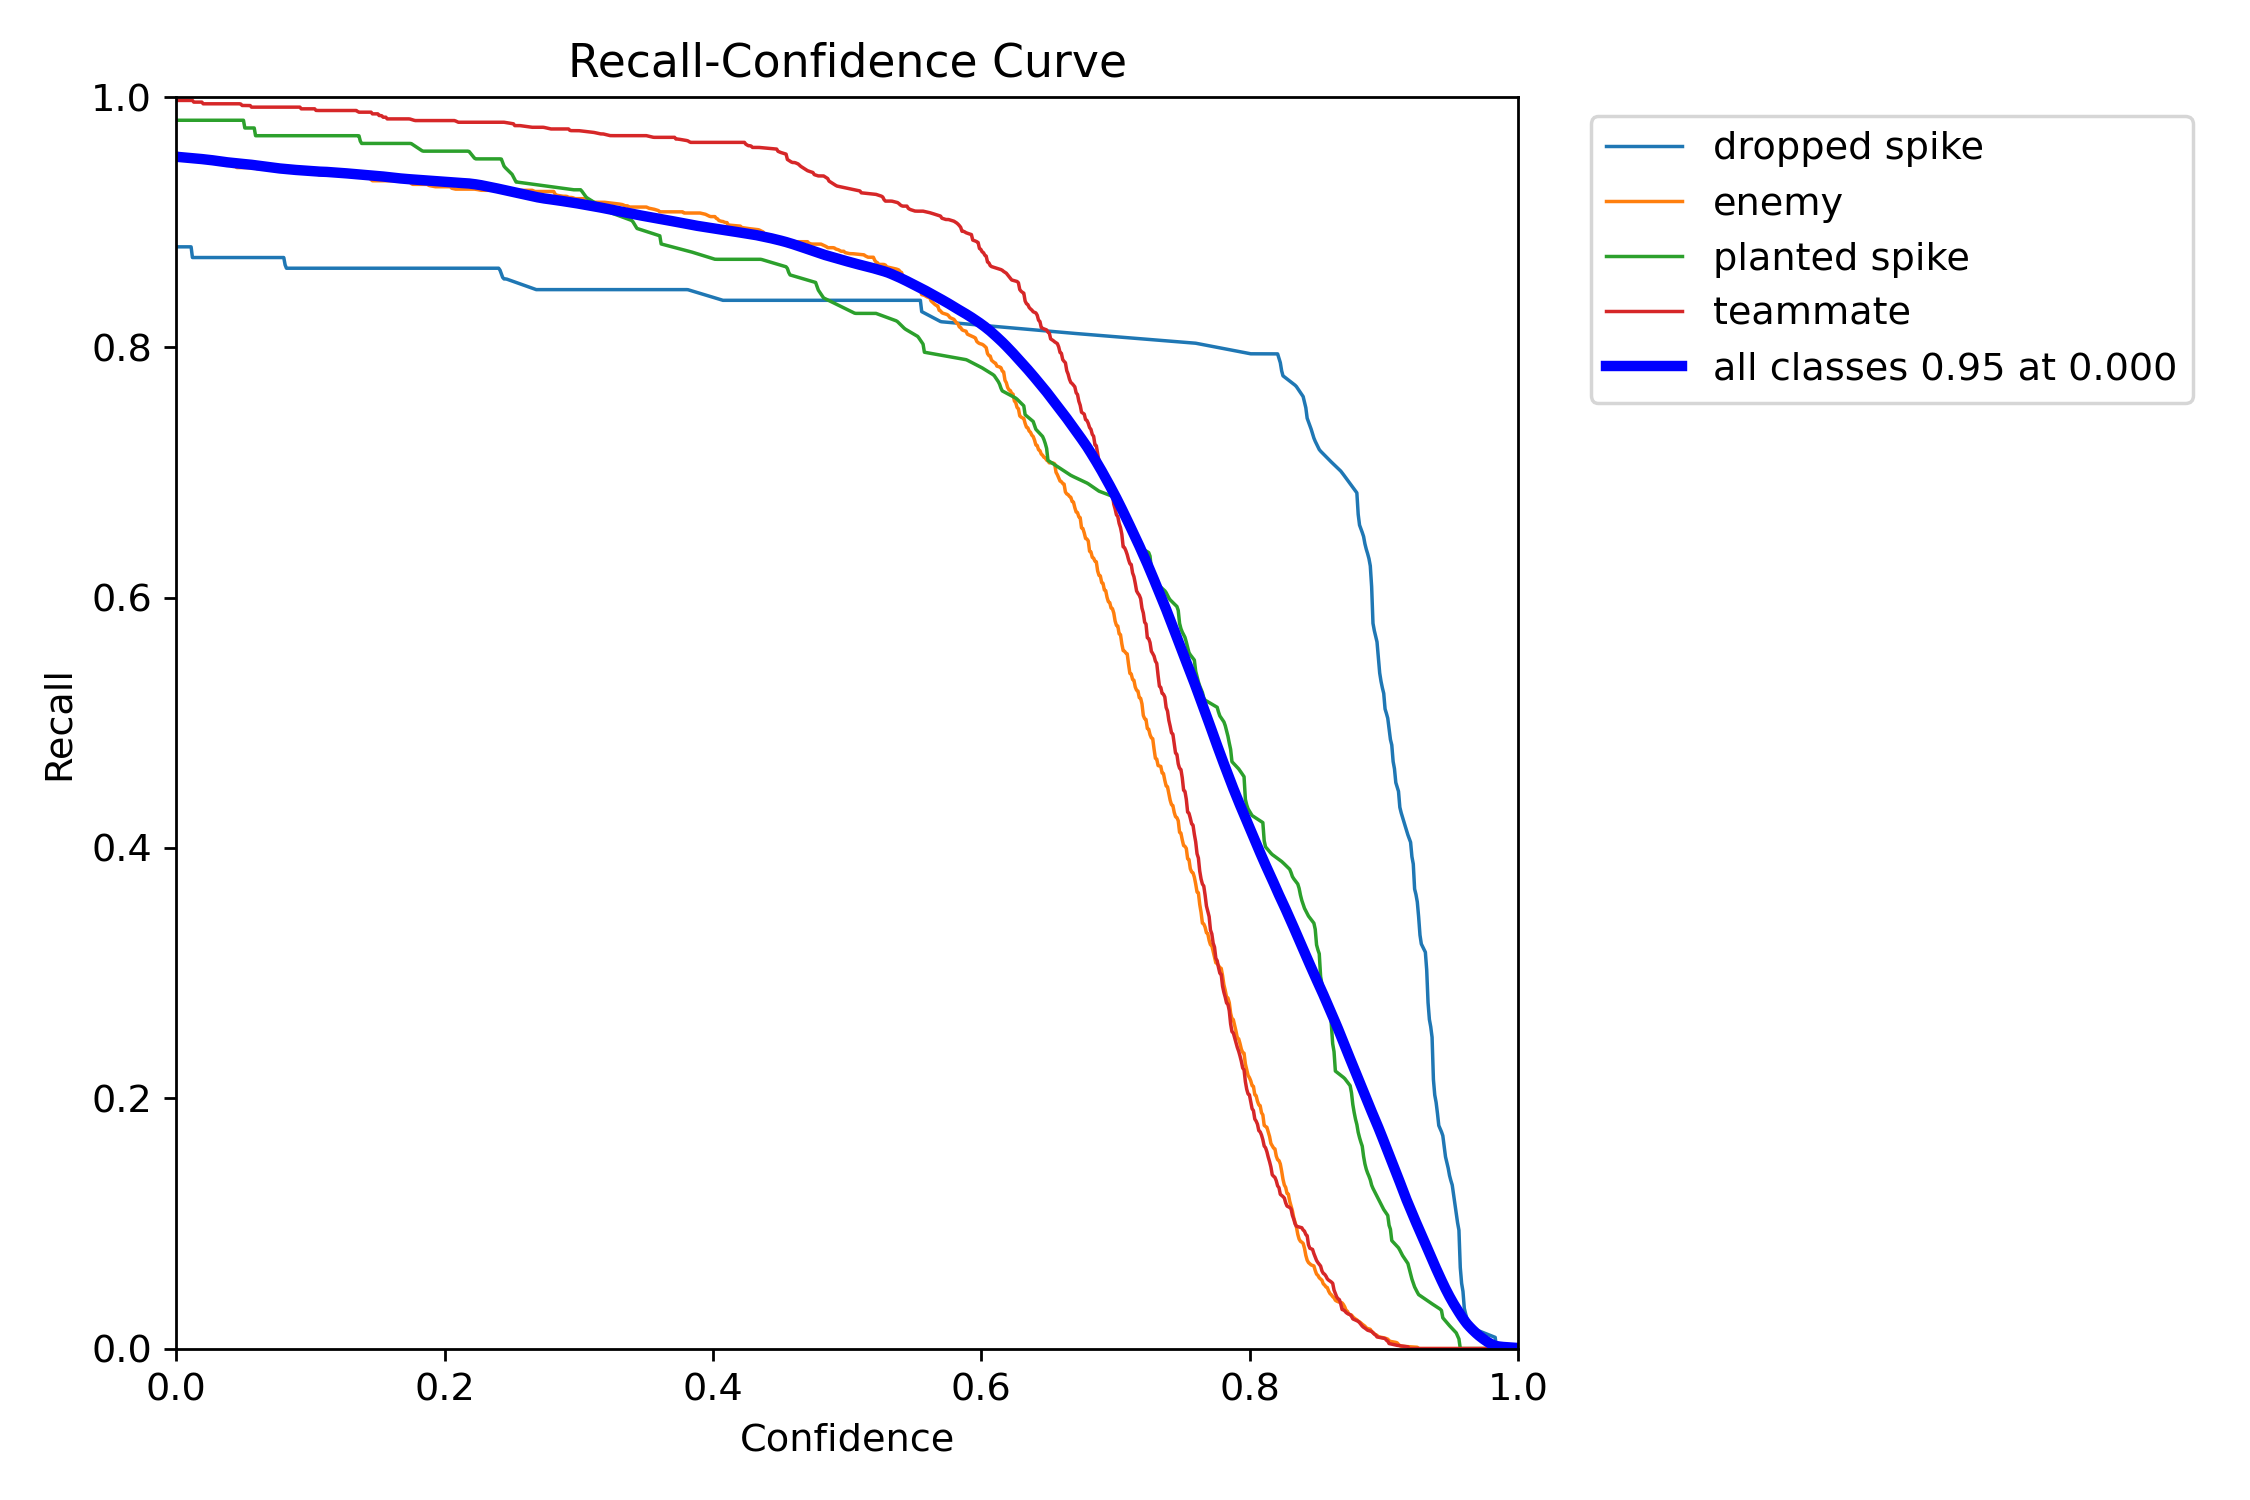 Recall-Confidence Curve
1.0
0.8
0.6
0.4
0.2
0.0
Recall
0.0 0.2 0.4 0.6 0.8 1.0
Confidence
dropped spike
enemy
planted spike
teammate
all classes 0.95 at 0.000